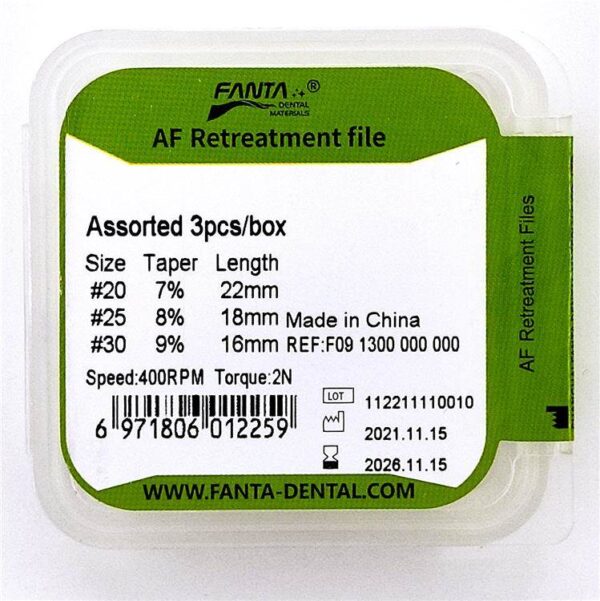 FANTA ®
DENTAL
MATERIALS
AF Retreatment file
Assorted 3pcs/box
Size Taper Length
#20 7% 22mm
#25 8% 18mm
#30 9% 16mm
Made in China
REF:F09 1300 000 000
Speed:400RPM Torque:2N
6 971806 012259
LOT 112211110010
2021.11.15
2026.11.15
WWW.FANTA-DENTAL.COM
AF Retreatment Files